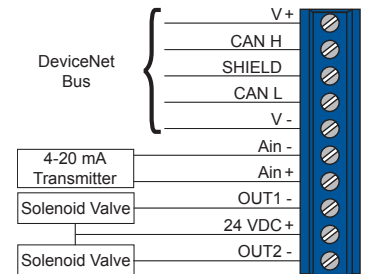 V +
CAN H
SHIELD
CAN L
V -
DeviceNet
Bus
Ain -
Ain +
4-20 mA
Transmitter
OUT1 -
Solenoid Valve
24 VDC +
OUT2 -
Solenoid Valve